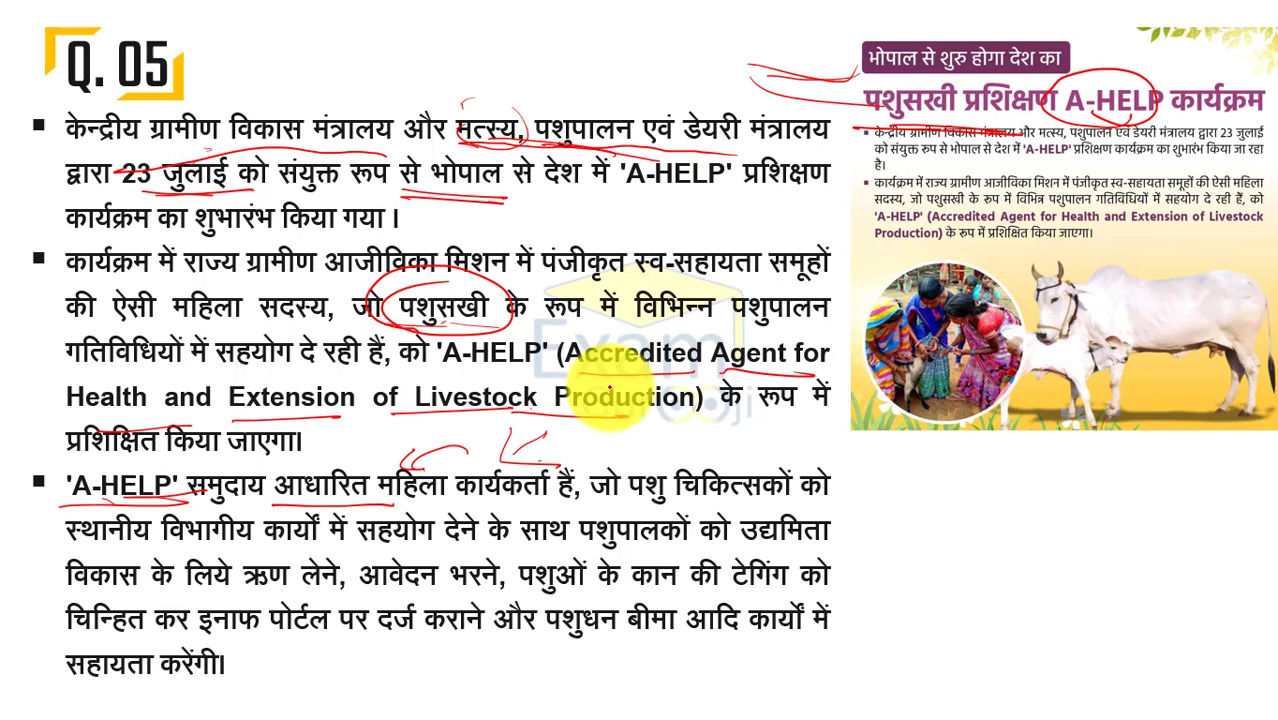 Q. 05
▪ केन्द्रीय ग्रामीण विकास मंत्रालय और मत्स्य, पशुपालन एवं डेयरी मंत्रालय
द्वारा 23 जुलाई को संयुक्त रूप से भोपाल से देश में 'A-HELP' प्रशिक्षण
कार्यक्रम का शुभारंभ किया गया ।
▪ कार्यक्रम में राज्य ग्रामीण आजीविका मिशन में पंजीकृत स्व-सहायता समूहों
की ऐसी महिला सदस्य, जो पशुसखी के रूप में विभिन्न पशुपालन
गतिविधियों में सहयोग दे रही हैं, को 'A-HELP' (Accredited Agent for
Health and Extension of Livestock Production) के रूप में
प्रशिक्षित किया जाएगा।
▪ 'A-HELP' समुदाय आधारित महिला कार्यकर्ता हैं, जो पशु चिकित्सकों को
स्थानीय विभागीय कार्यों में सहयोग देने के साथ पशुपालकों को उद्यमिता
विकास के लिये ऋण लेने, आवेदन भरने, पशुओं के कान की टेगिंग को
चिन्हित कर इनाफ पोर्टल पर दर्ज कराने और पशुधन बीमा आदि कार्यों में
सहायता करेंगी।
भोपाल से शुरु होगा देश का
पशुसखी प्रशिक्षण A-HELP कार्यक्रम
▪ केंद्रीय ग्रामीण विकास मंत्रालय और मत्स्य, पशुपालन एवं डेयरी मंत्रालय द्वारा 23 जुलाई
को संयुक्त रूप से भोपाल से देश में 'A-HELP' प्रशिक्षण कार्यक्रम का शुभारंभ किया जा रहा
है।
▪ कार्यक्रम में राज्य ग्रामीण आजीविका मिशन में पंजीकृत स्व-सहायता समूहों की ऐसी महिला
सदस्य, जो पशुसखी के रूप में विभिन्न पशुपालन गतिविधियों में सहयोग दे रही हैं, को
'A-HELP' (Accredited Agent for Health and Extension of Livestock
Production) के रूप में प्रशिक्षित किया जाएगा।
Exam